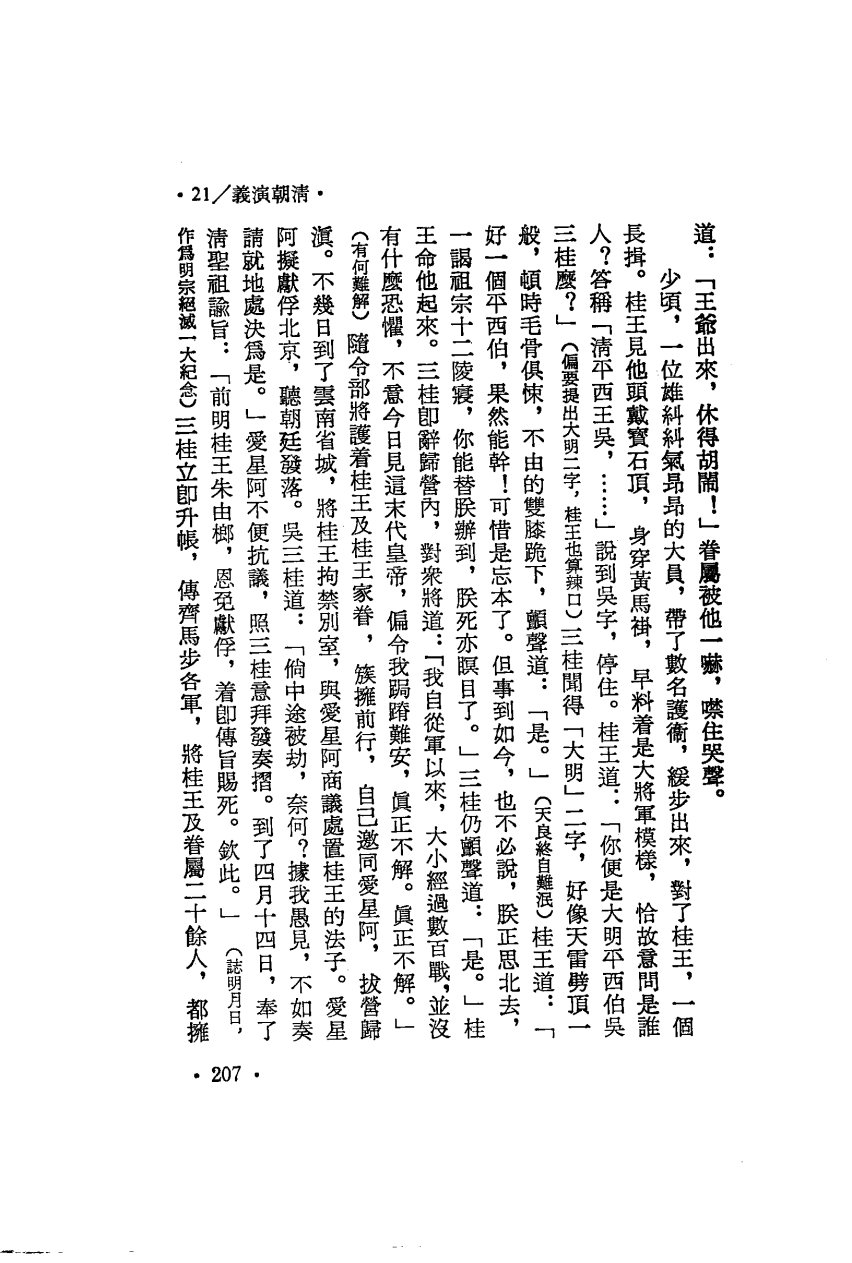 •21／義演朝清•
道：「王爺出來，休得胡鬧！」眷屬被他一嚇，噤住哭聲。
少頃，一位雄糾糾氣昂昂的大員，帶了數名護衞，緩步出來，對了桂王，一個
長揖。桂王見他頭戴寶石頂，身穿黃馬褂，早料着是大將軍模樣，恰故意問是誰
人？答稱「清平西王吳，……」說到吳字，停住。桂王道：「你便是大明平西伯吳
三桂麼？」（偏要提出大明二字，桂王也算辣口）三桂聞得「大明」二字，好像天雷劈頂一
般，頓時毛骨俱悚，不由的雙膝跪下，顫聲道：「是。」（天良終自難泯）桂王道：「
好一個平西伯，果然能幹！可惜是忘本了。但事到如今，也不必說，朕正思北去，
一謁祖宗十二陵寢，你能替朕辦到，朕死亦瞑目了。」三桂仍顫聲道：「是。」桂
王命他起來。三桂卽辭歸營內，對衆將道：「我自從軍以來，大小經過數百戰，並沒
有什麼恐懼，不意今日見這末代皇帝，偏令我跼蹐難安，眞正不解。眞正不解。」
（有何難解）隨令部將護着桂王及桂王家眷，簇擁前行，自己邀同愛星阿，拔營歸
滇。不幾日到了雲南省城，將桂王拘禁別室，與愛星阿商議處置桂王的法子。愛星
阿擬獻俘北京，聽朝廷發落。吳三桂道：「倘中途被劫，奈何？據我愚見，不如奏
請就地處決爲是。」愛星阿不便抗議，照三桂意拜發奏摺。到了四月十四日，奉了
清聖祖諭旨：「前明桂王朱由榔，恩免獻俘，着卽傳旨賜死。欽此。」（誌明月日，
作爲明宗絕滅一大紀念）三桂立卽升帳，傳齊馬步各軍，將桂王及眷屬二十餘人，都擁
•207•